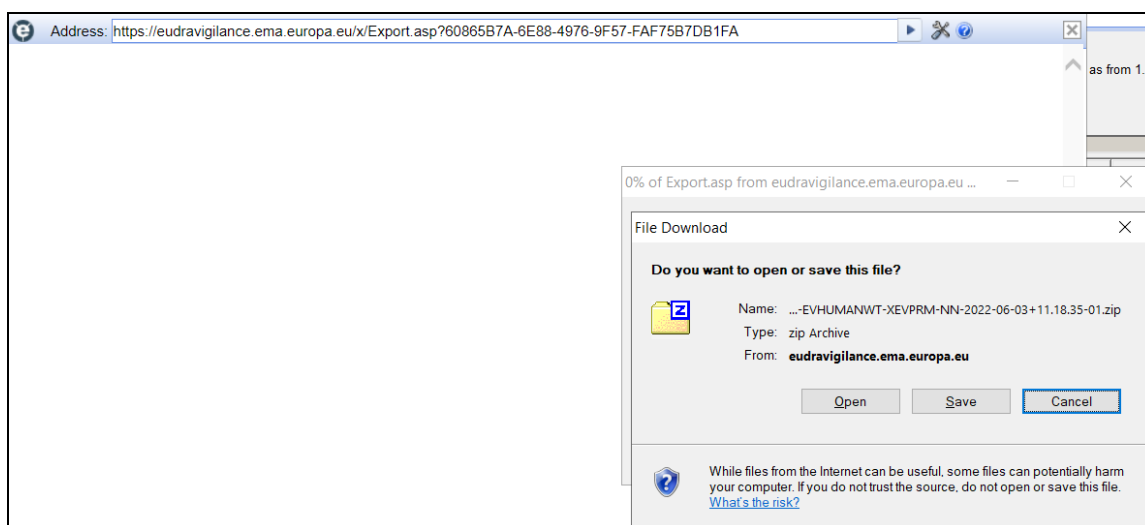 Address: https://eudravigilance.ema.europa.eu/x/Export.asp?60865B7A-6E88-4976-9F57-FAF75B7DB1FA
as from 1.
0% of Export.asp from eudravigilance.ema.europa.eu ...
File Download
Do you want to open or save this file?
Name: ...-EVHUMANWT-XEVPRM-NN-2022-06-03+11.18.35-01.zip
Type: zip Archive
From: eudravigilance.ema.europa.eu
Open Save Cancel
While files from the Internet can be useful, some files can potentially harm
your computer. If you do not trust the source, do not open or save this file.
What's the risk?